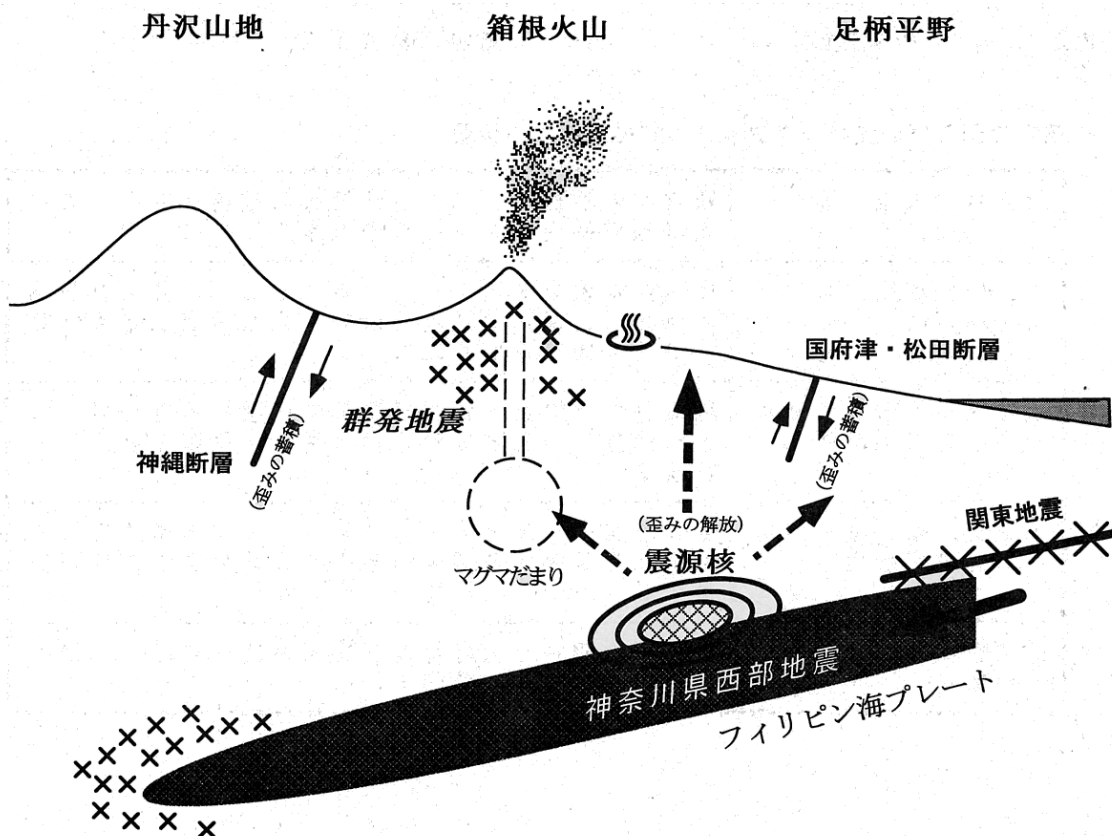 丹沢山地
箱根火山
足柄平野
国府津・松田断層
群発地震
神縄断層
(歪みの蓄積)
(歪みの蓄積)
(歪みの解放)
震源核
関東地震
マグマだまり
神奈川県西部地震
フィリピン海プレート